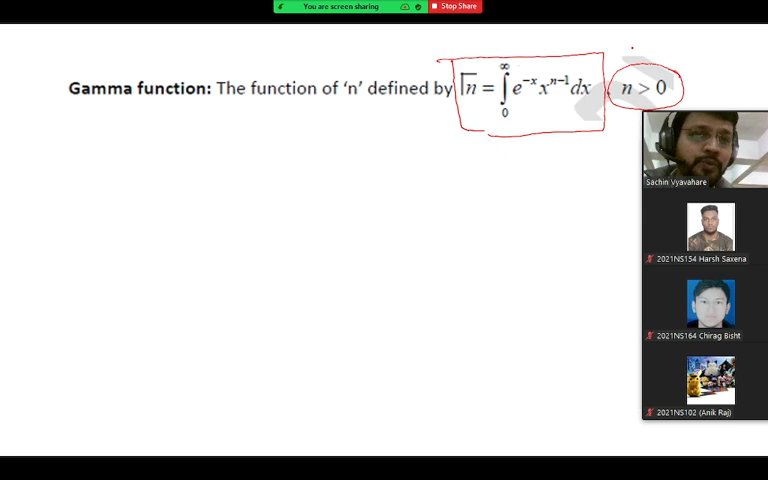 You are screen sharing
Stop Share
Gamma function: The function of 'n' defined by Γn = ∫₀^∞ e^{-x} x^{n-1} dx, n > 0
Sachin Vyavahare
2021NS154 Harsh Saxena
2021NS164 Chirag Bisht
2021NS102 (Anik Raj)